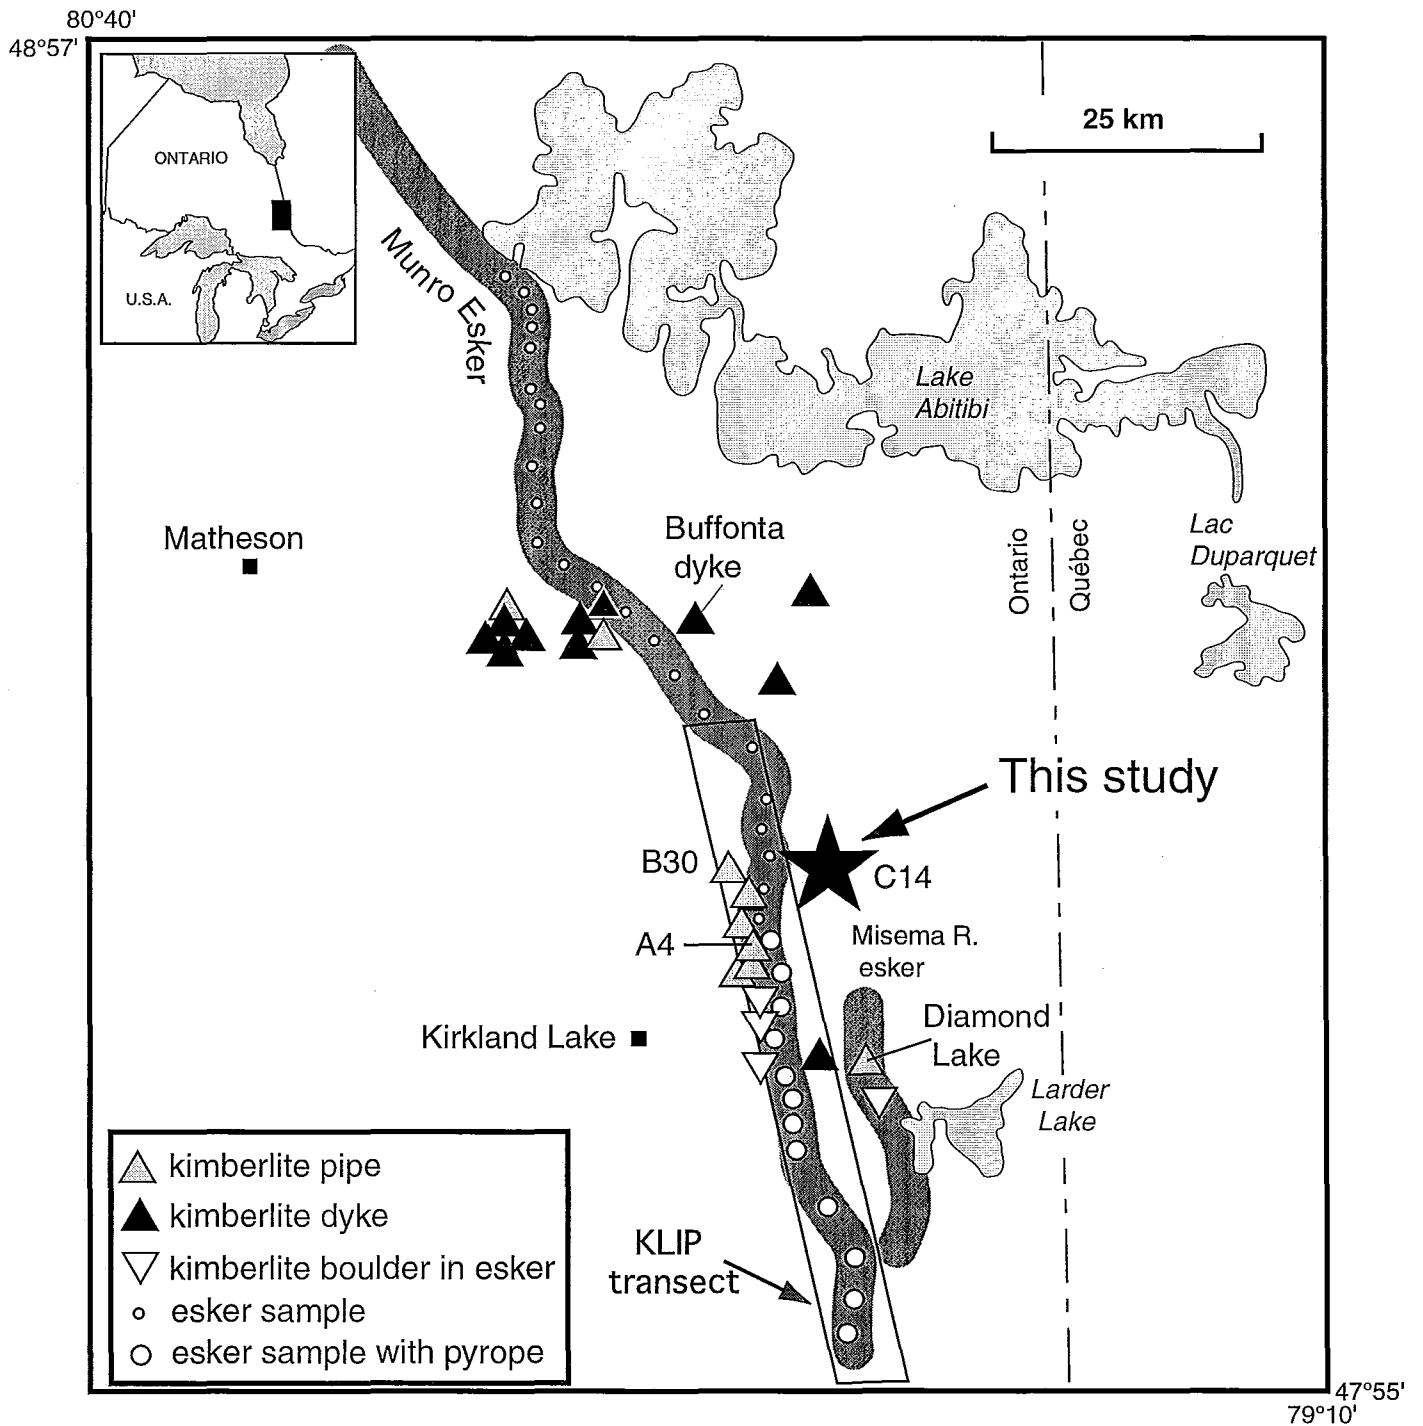 80°40'
48°57'
ONTARIO
U.S.A.
25 km
Munro Esker
Lake
Abitibi
Matheson
Buffonta
dyke
Ontario
Québec
Lac
Duparquet
This study
B30
C14
A4
Misema R.
esker
Kirkland Lake
Diamond
Lake
Larder
Lake
KLIP
transect
kimberlite pipe
kimberlite dyke
kimberlite boulder in esker
esker sample
esker sample with pyrope
47°55'
79°10'